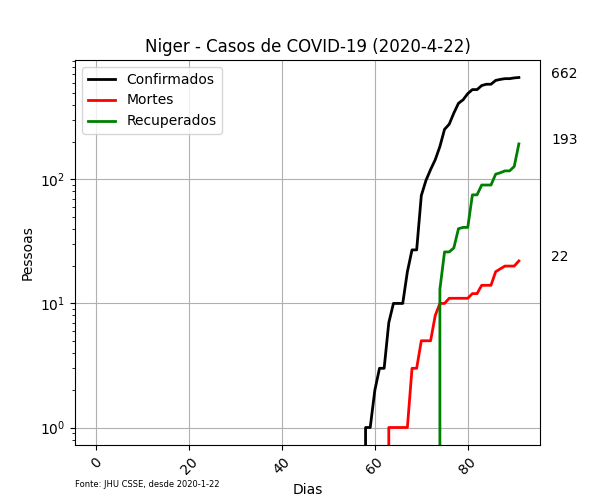 Niger - Casos de COVID-19 (2020-4-22)
Confirmados
Mortes
Recuperados
662
193
22
10²
10¹
10⁰
Pessoas
0
20
40
60
80
Dias
Fonte: JHU CSSE, desde 2020-1-22